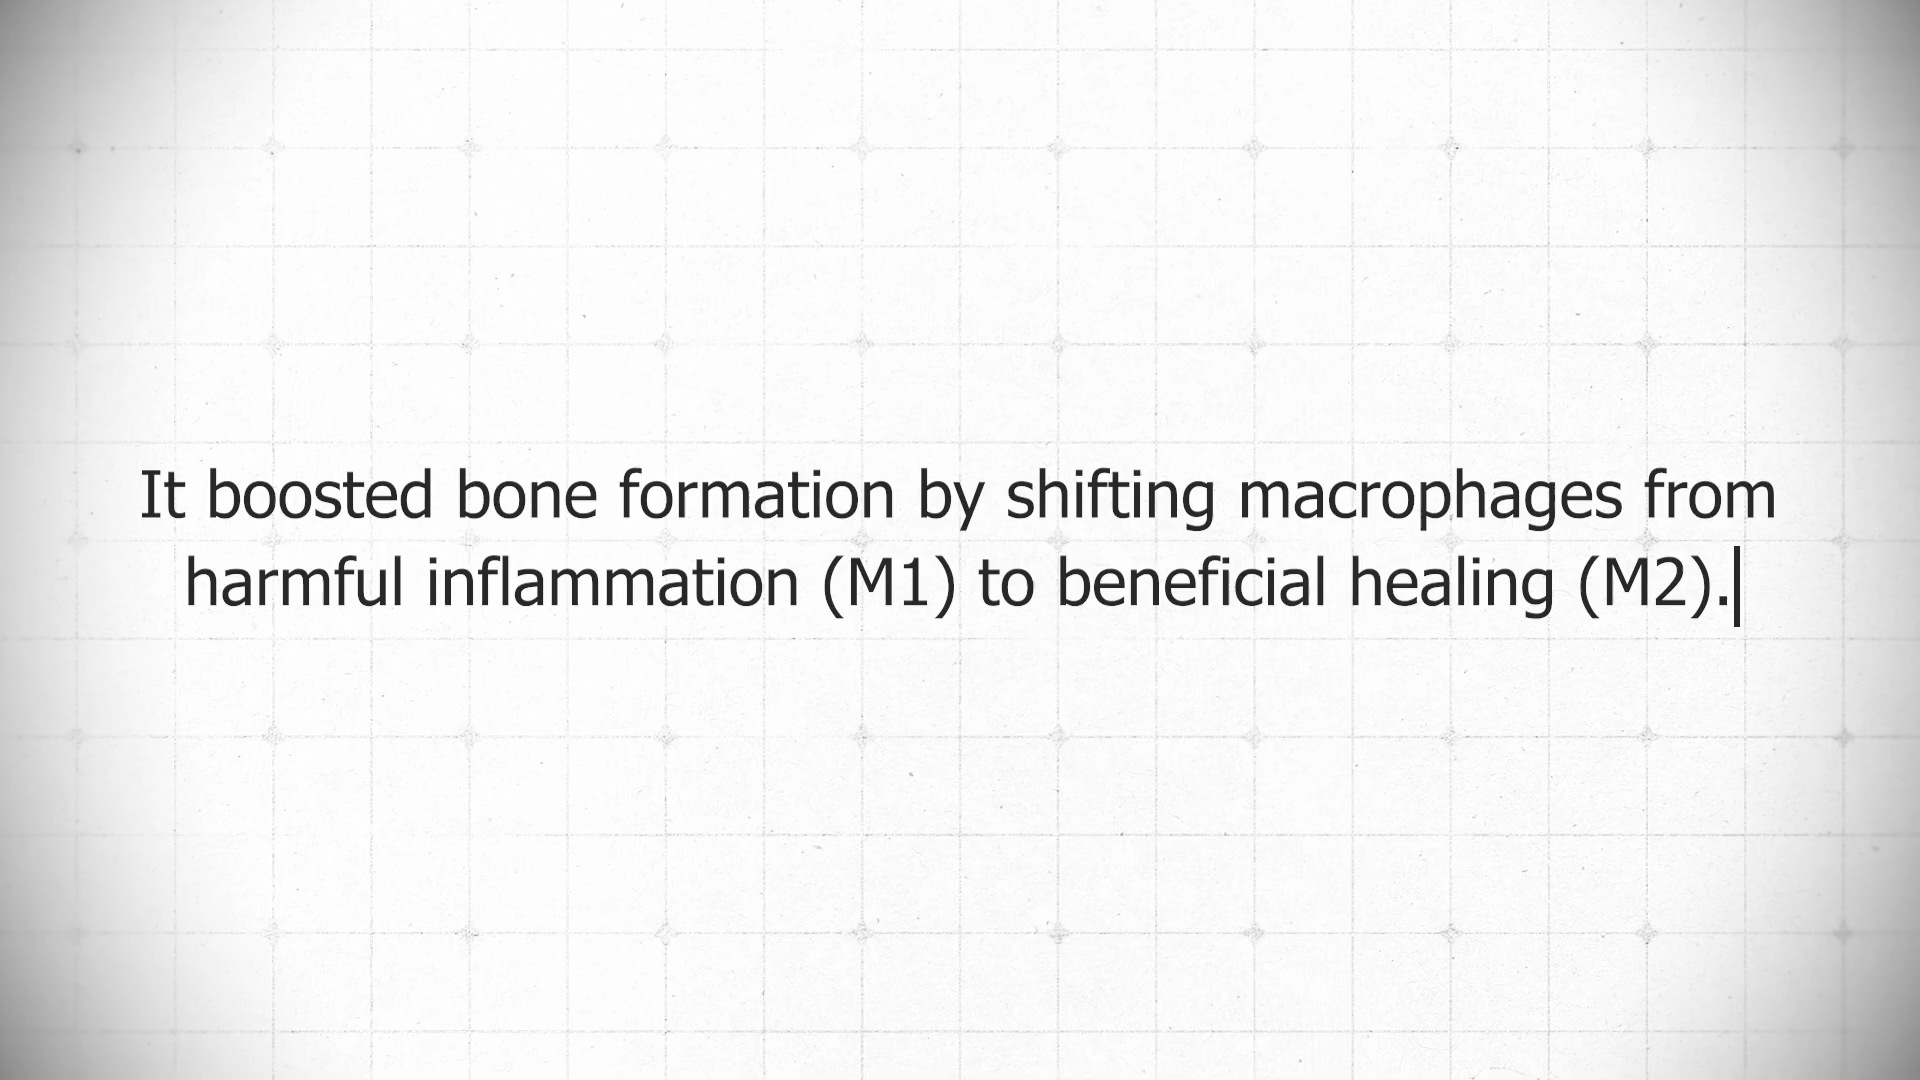 It boosted bone formation by shifting macrophages from
harmful inflammation (M1) to beneficial healing (M2).